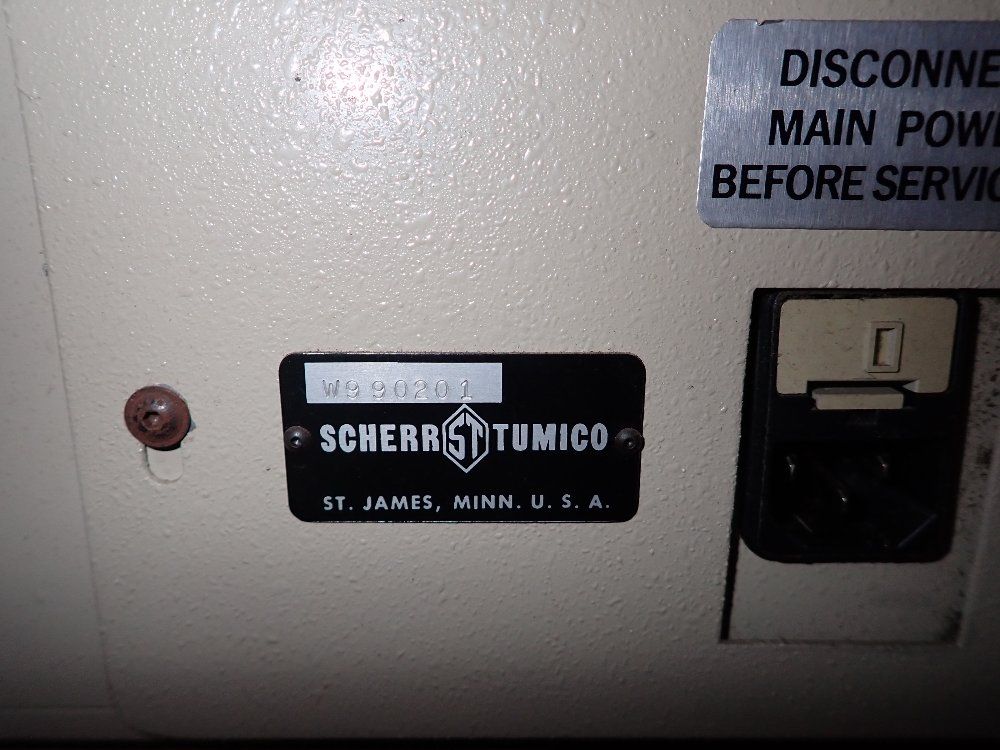 DISCONNE
MAIN POW
BEFORE SERVIC
W990201
SCHERR ST TUMICO
ST. JAMES, MINN. U. S. A.